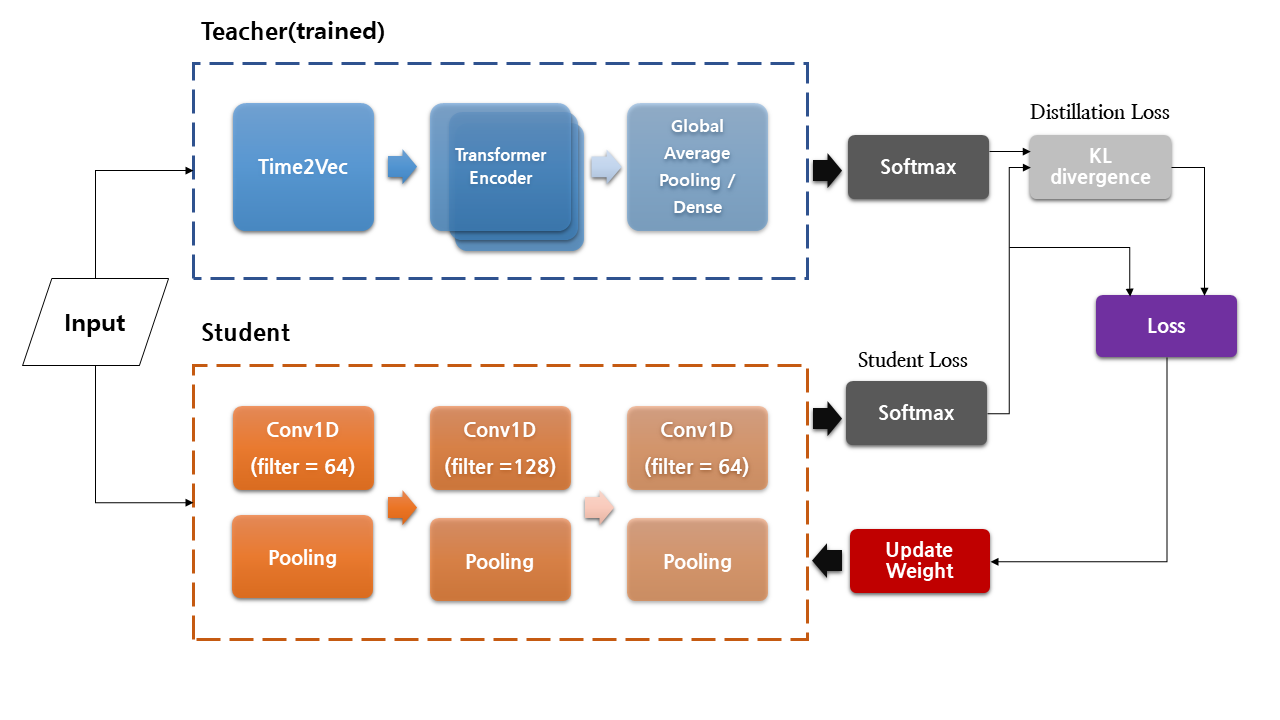 Teacher(trained)
Time2Vec
Transformer
Encoder
Global
Average
Pooling /
Dense
Softmax
Distillation Loss
KL
divergence
Input
Loss
Student
Conv1D
(filter = 64)
Conv1D
(filter =128)
Conv1D
(filter = 64)
Student Loss
Softmax
Pooling
Pooling
Pooling
Update
Weight